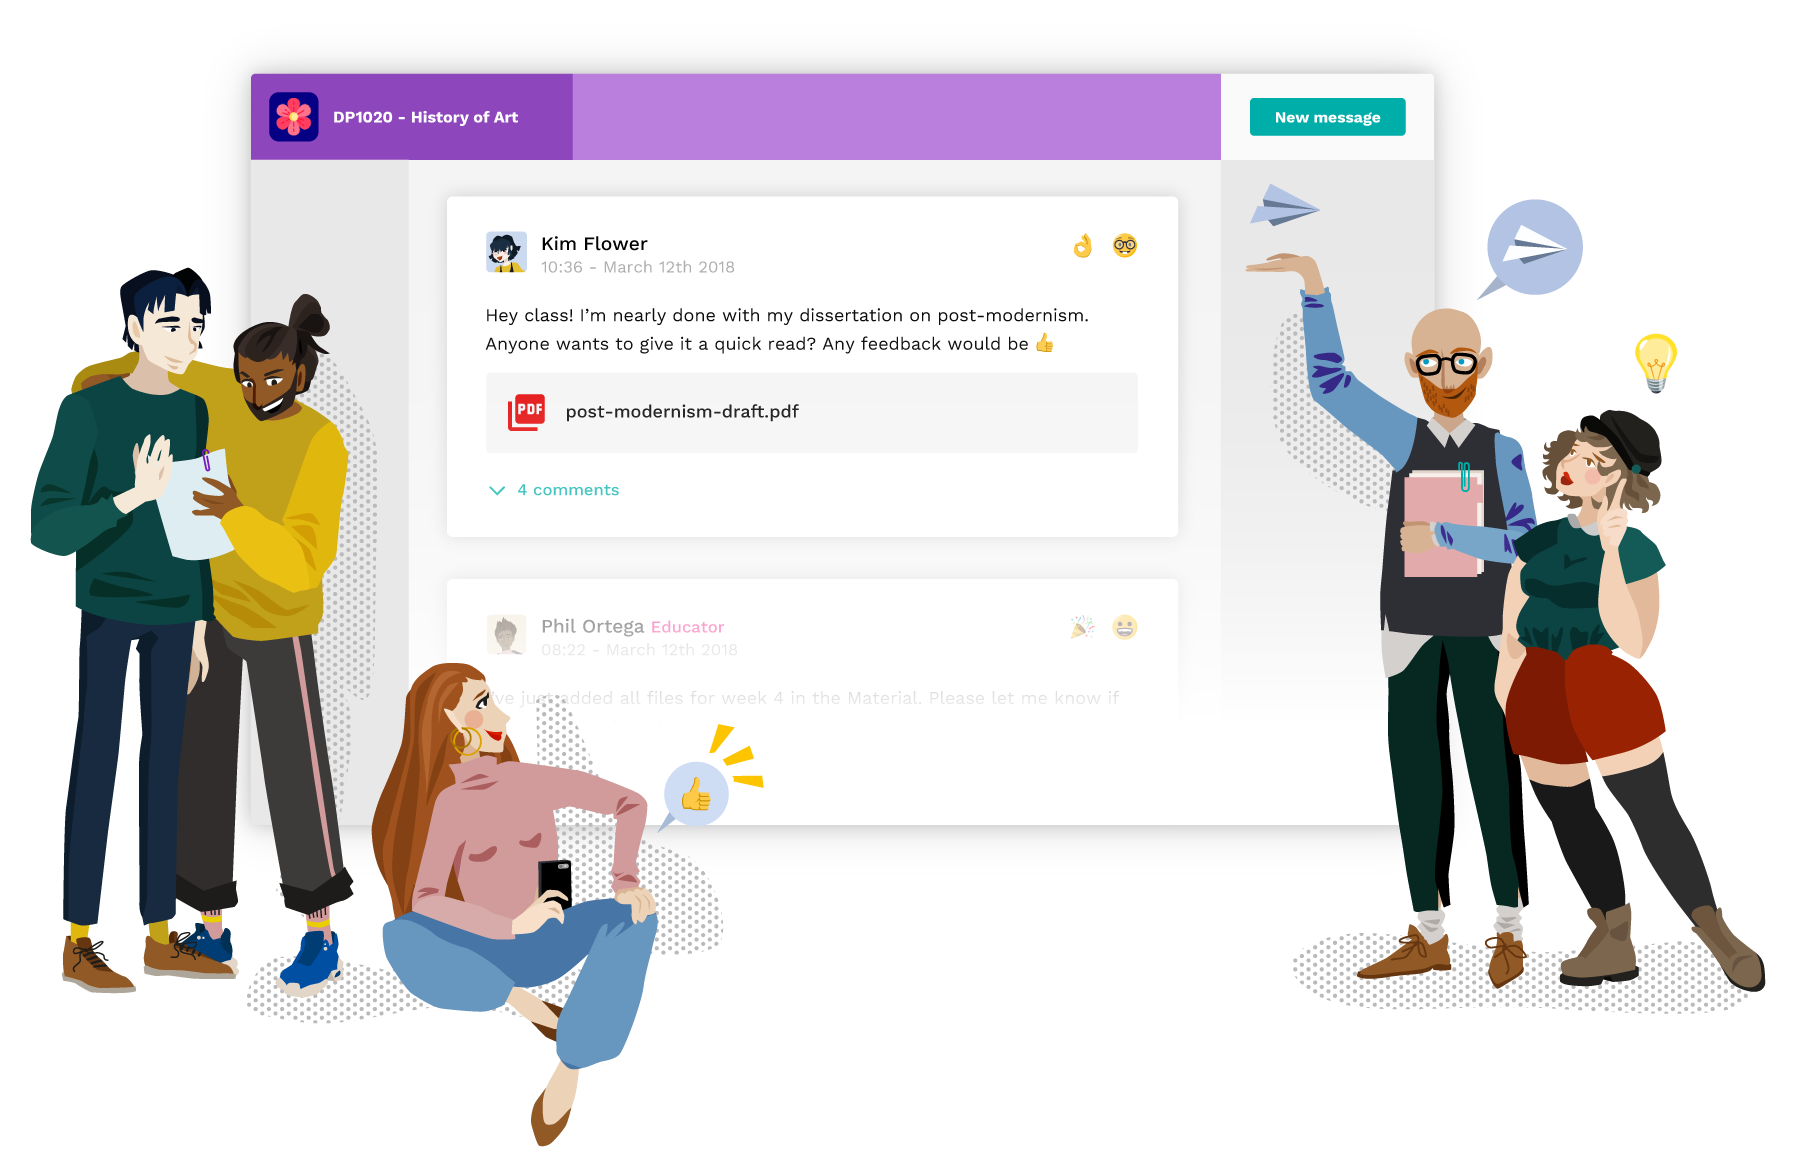 DP1020 - History of Art
New message
Kim Flower
10:36 - March 12th 2018
Hey class! I’m nearly done with my dissertation on post-modernism.
Anyone wants to give it a quick read? Any feedback would be 👍
PDF
post-modernism-draft.pdf
4 comments
Phil Ortega Educator
08:22 - March 12th 2018
've just added all files for week 4 in the Material. Please let me know if